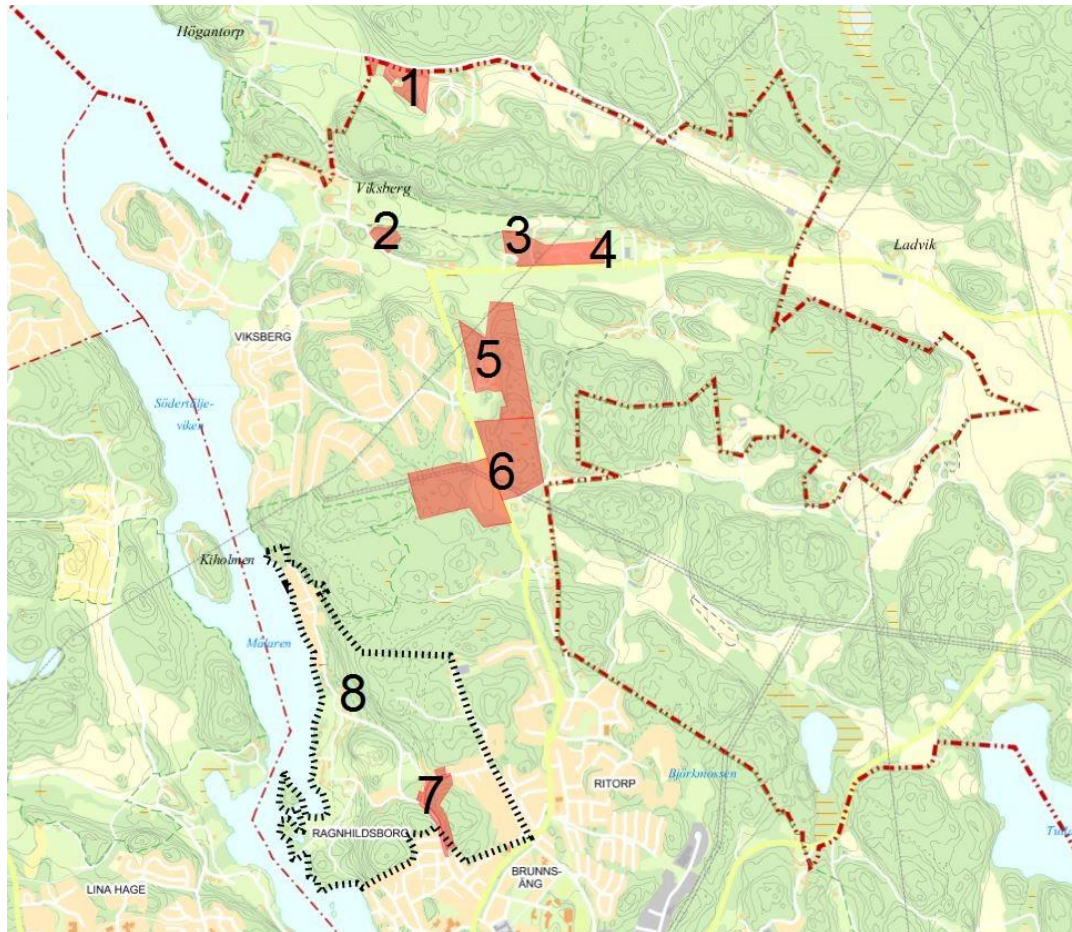 Högantorp
1
Viksberg
2
3
4
Ladvik
VIKSBERG
5
Södertälje-
viken
6
Kiholmen
Mälaren
8
7
RITORP
Björkmossen
RAGNHILDSBORG
BRUNNS-
ÄNG
LINA HAGE